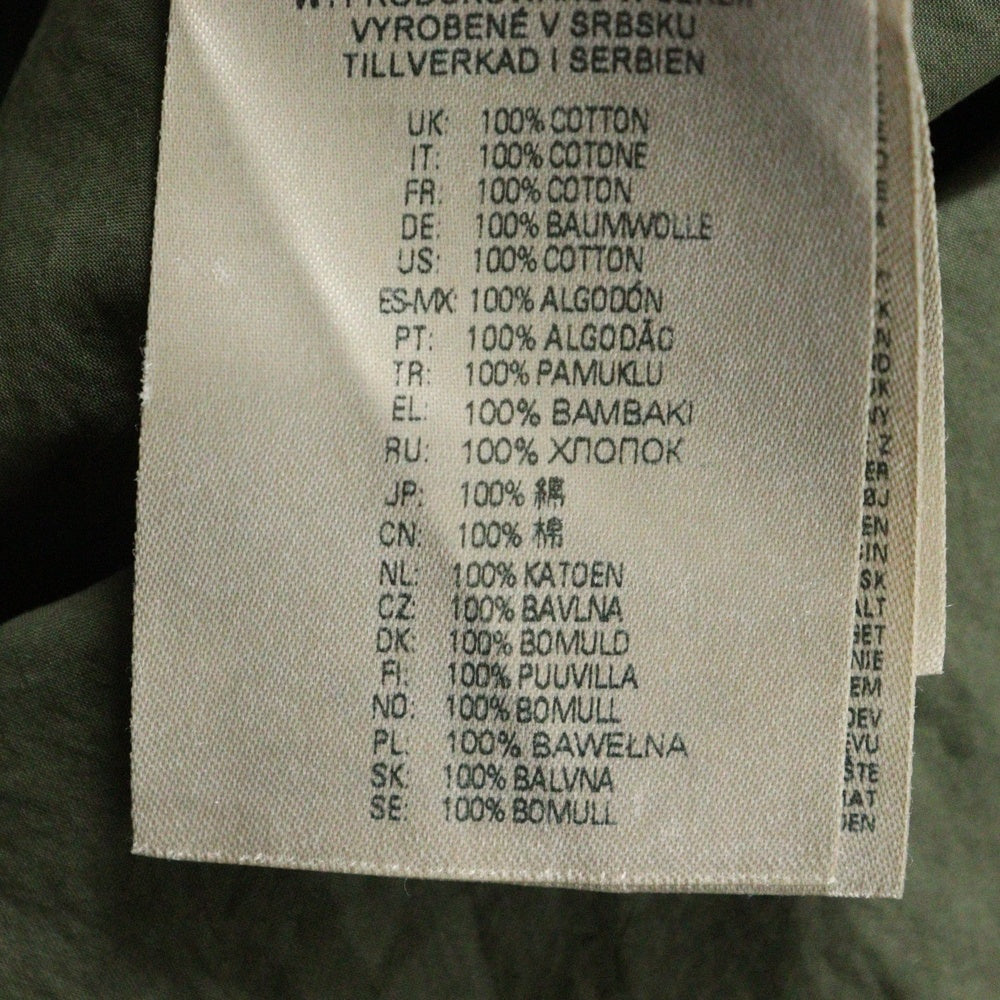 VYROBENÉ V SRBSKU
TILLVERKAD I SERBIEN
UK: 100% COTTON
IT: 100% COTONE
FR: 100% COTON
DE: 100% BAUMWOLLE
US: 100% COTTON
ES-MX: 100% ALGODÓN
PT: 100% ALGODÃO
TR: 100% PAMUKLU
EL: 100% BAMBAKI
RU: 100% ХЛОПОК
JP: 100% 綿
CN: 100% 棉
NL: 100% KATOEN
CZ: 100% BAVLNA
DK: 100% BOMULD
FI: 100% PUUVILLA
NO: 100% BOMULL
PL: 100% BAWEŁNA
SK: 100% BALVNA
SE: 100% BOMULL